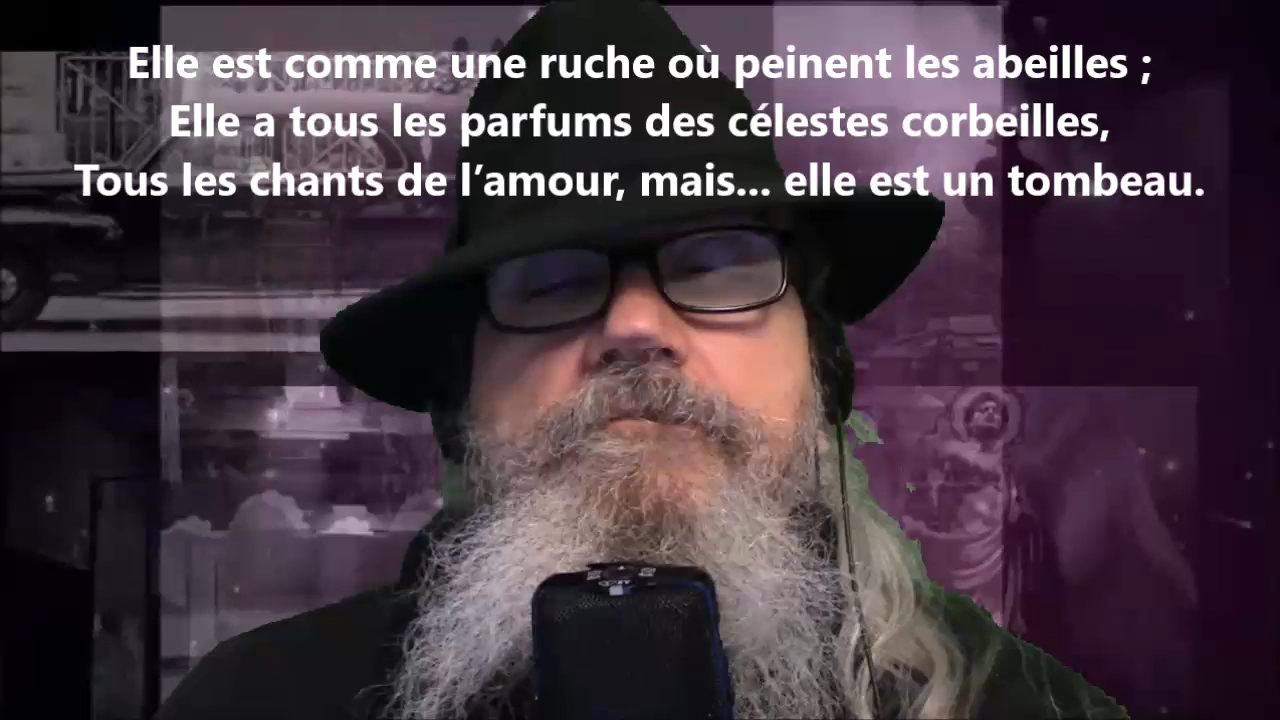 Elle est comme une ruche où peinent les abeilles ;
Elle a tous les parfums des célestes corbeilles,
Tous les chants de l’amour, mais... elle est un tombeau.